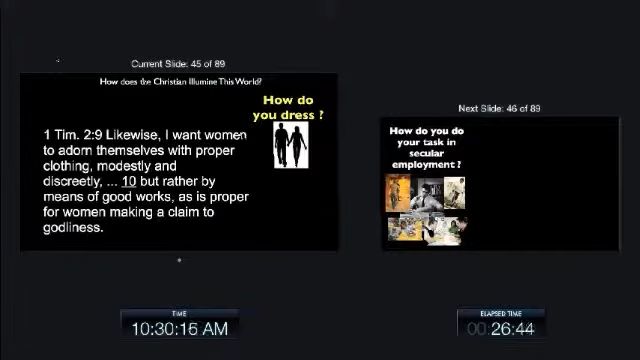 Current Slide: 45 of 89
How does the Christian Illumine This World?
How do
you dress ?
1 Tim. 2:9 Likewise, I want women
to adorn themselves with proper
clothing, modestly and
discreetly, ... 10 but rather by
means of good works, as is proper
for women making a claim to
godliness.
Next Slide: 46 of 89
How do you do
your task in
secular
employment ?
TIME
10:30:15 AM
ELAPSED TIME
00:26:44